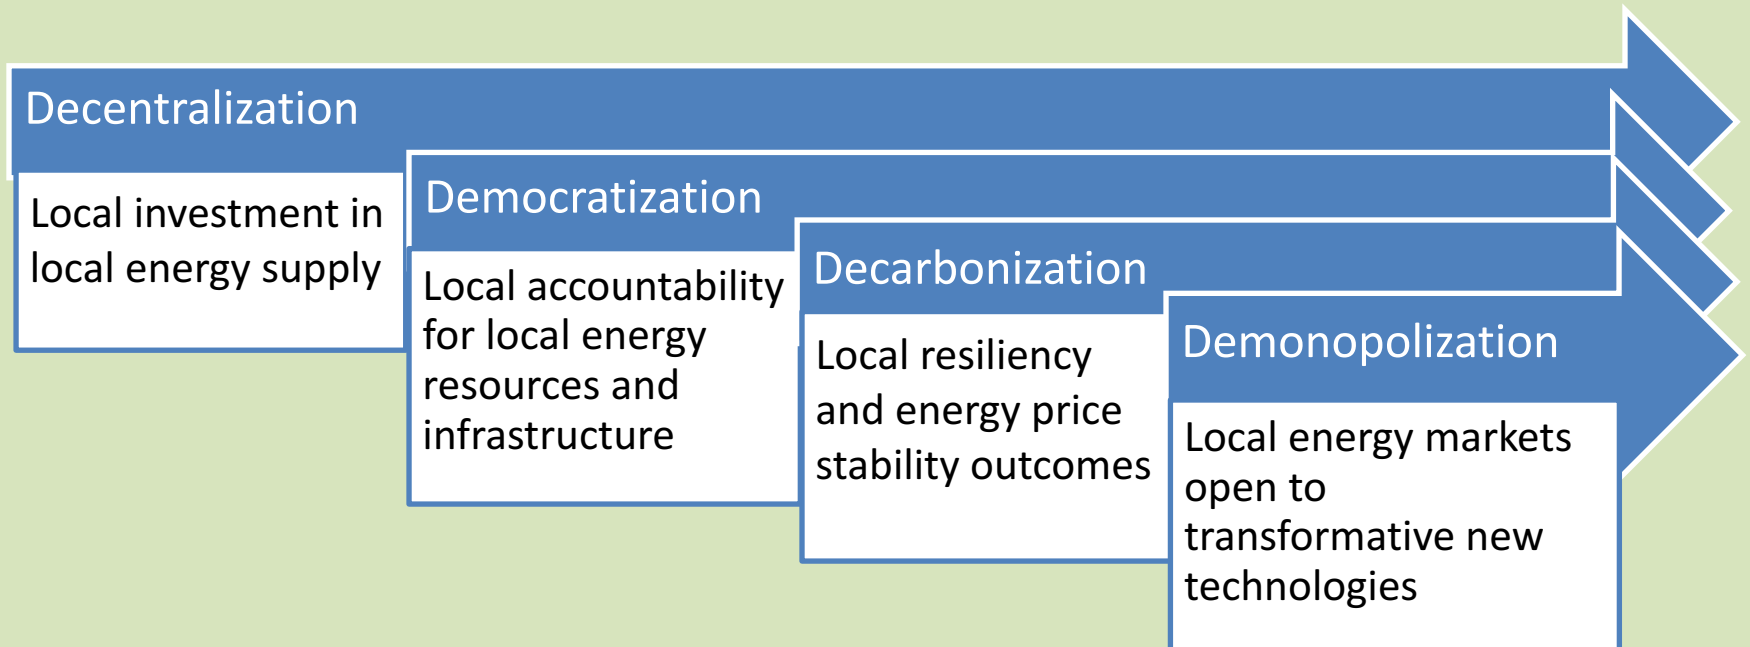 Decentralization
Local investment in
local energy supply
Democratization
Local accountability
for local energy
resources and
infrastructure
Decarbonization
Local resiliency
and energy price
stability outcomes
Demonopolization
Local energy markets
open to
transformative new
technologies